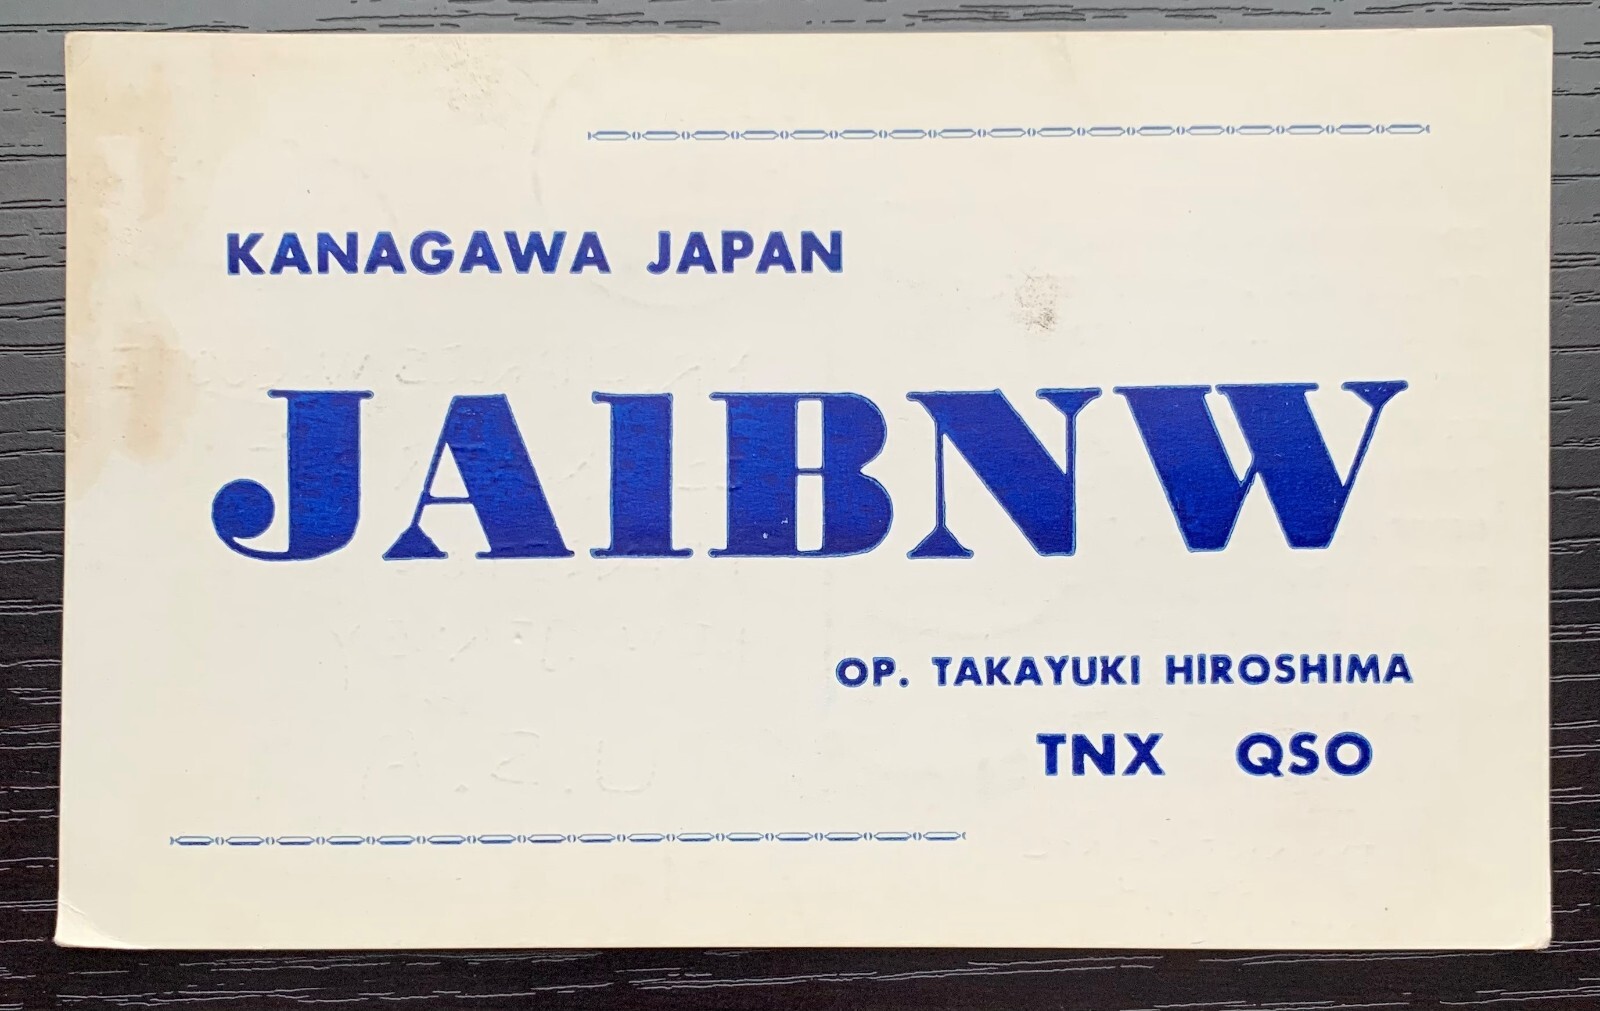 KANAGAWA JAPAN
JA1BNW
OP. TAKAYUKI HIROSHIMA
TNX QSO